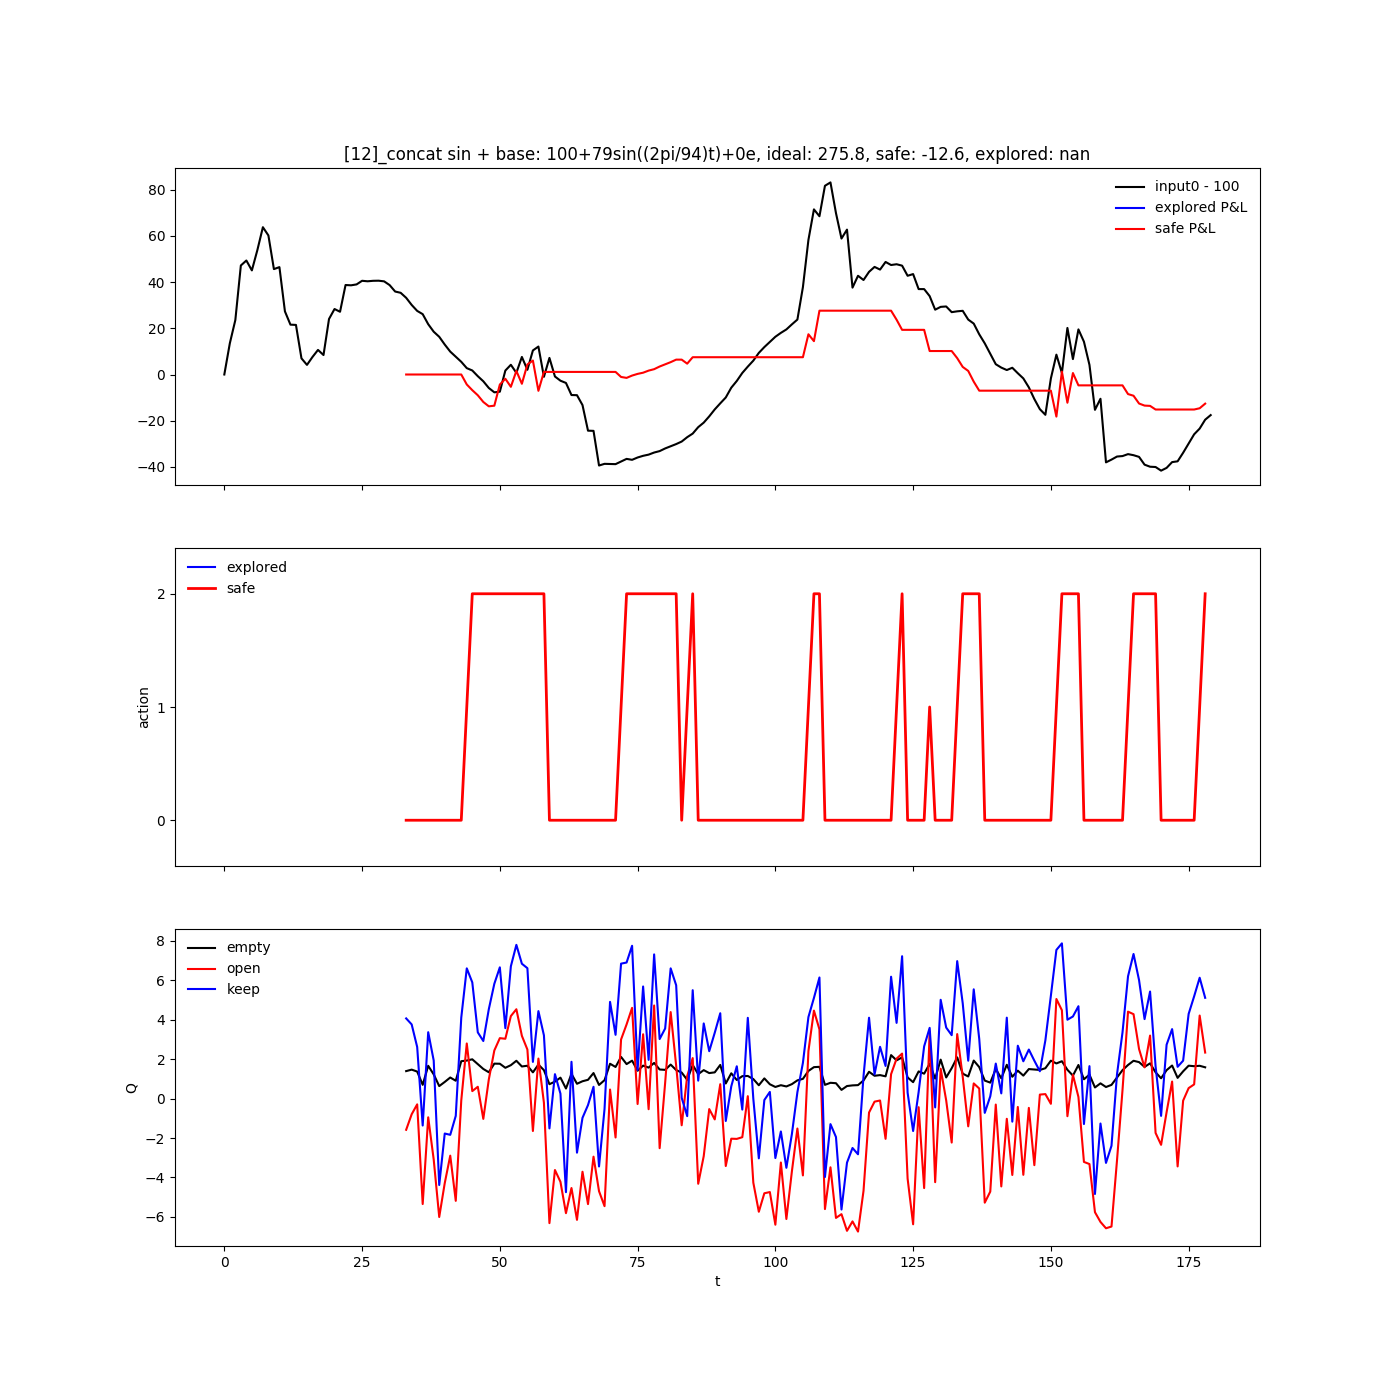 [12]_concat sin + base: 100+79sin((2pi/94)t)+0e, ideal: 275.8, safe: -12.6, explored: nan
80
60
40
20
0
−20
−40
input0 - 100
explored P&L
safe P&L
2
1
0
action
explored
safe
8
6
4
2
0
−2
−4
−6
Q
empty
open
keep
0 25 50 75 100 125 150 175
t